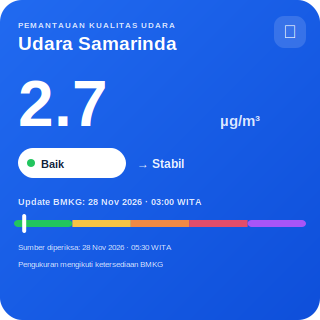 PEMANTAUAN KUALITAS UDARA
Udara Samarinda
2.7
µg/m³
Baik
→ Stabil
Update BMKG: 28 Nov 2026 · 03:00 WITA
Sumber diperiksa: 28 Nov 2026 · 05:30 WITA
Pengukuran mengikuti ketersediaan BMKG